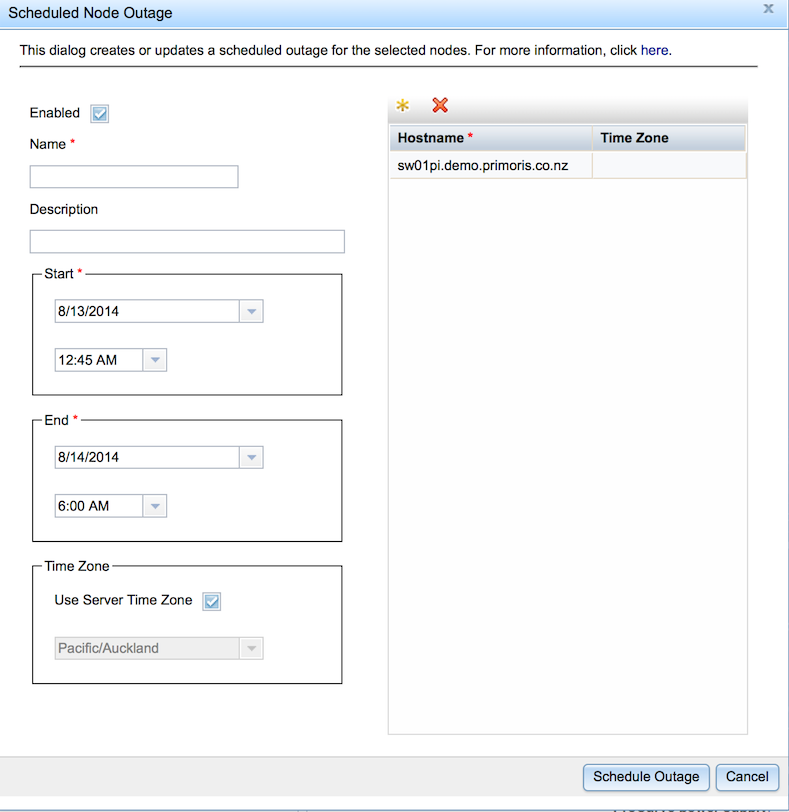 Scheduled Node Outage
This dialog creates or updates a scheduled outage for the selected nodes. For more information, click here.
Enabled
Name *
Description
Start *
8/13/2014
12:45 AM
End *
8/14/2014
6:00 AM
Time Zone
Use Server Time Zone
Pacific/Auckland
Hostname * Time Zone
sw01pi.demo.primoris.co.nz
Schedule Outage Cancel